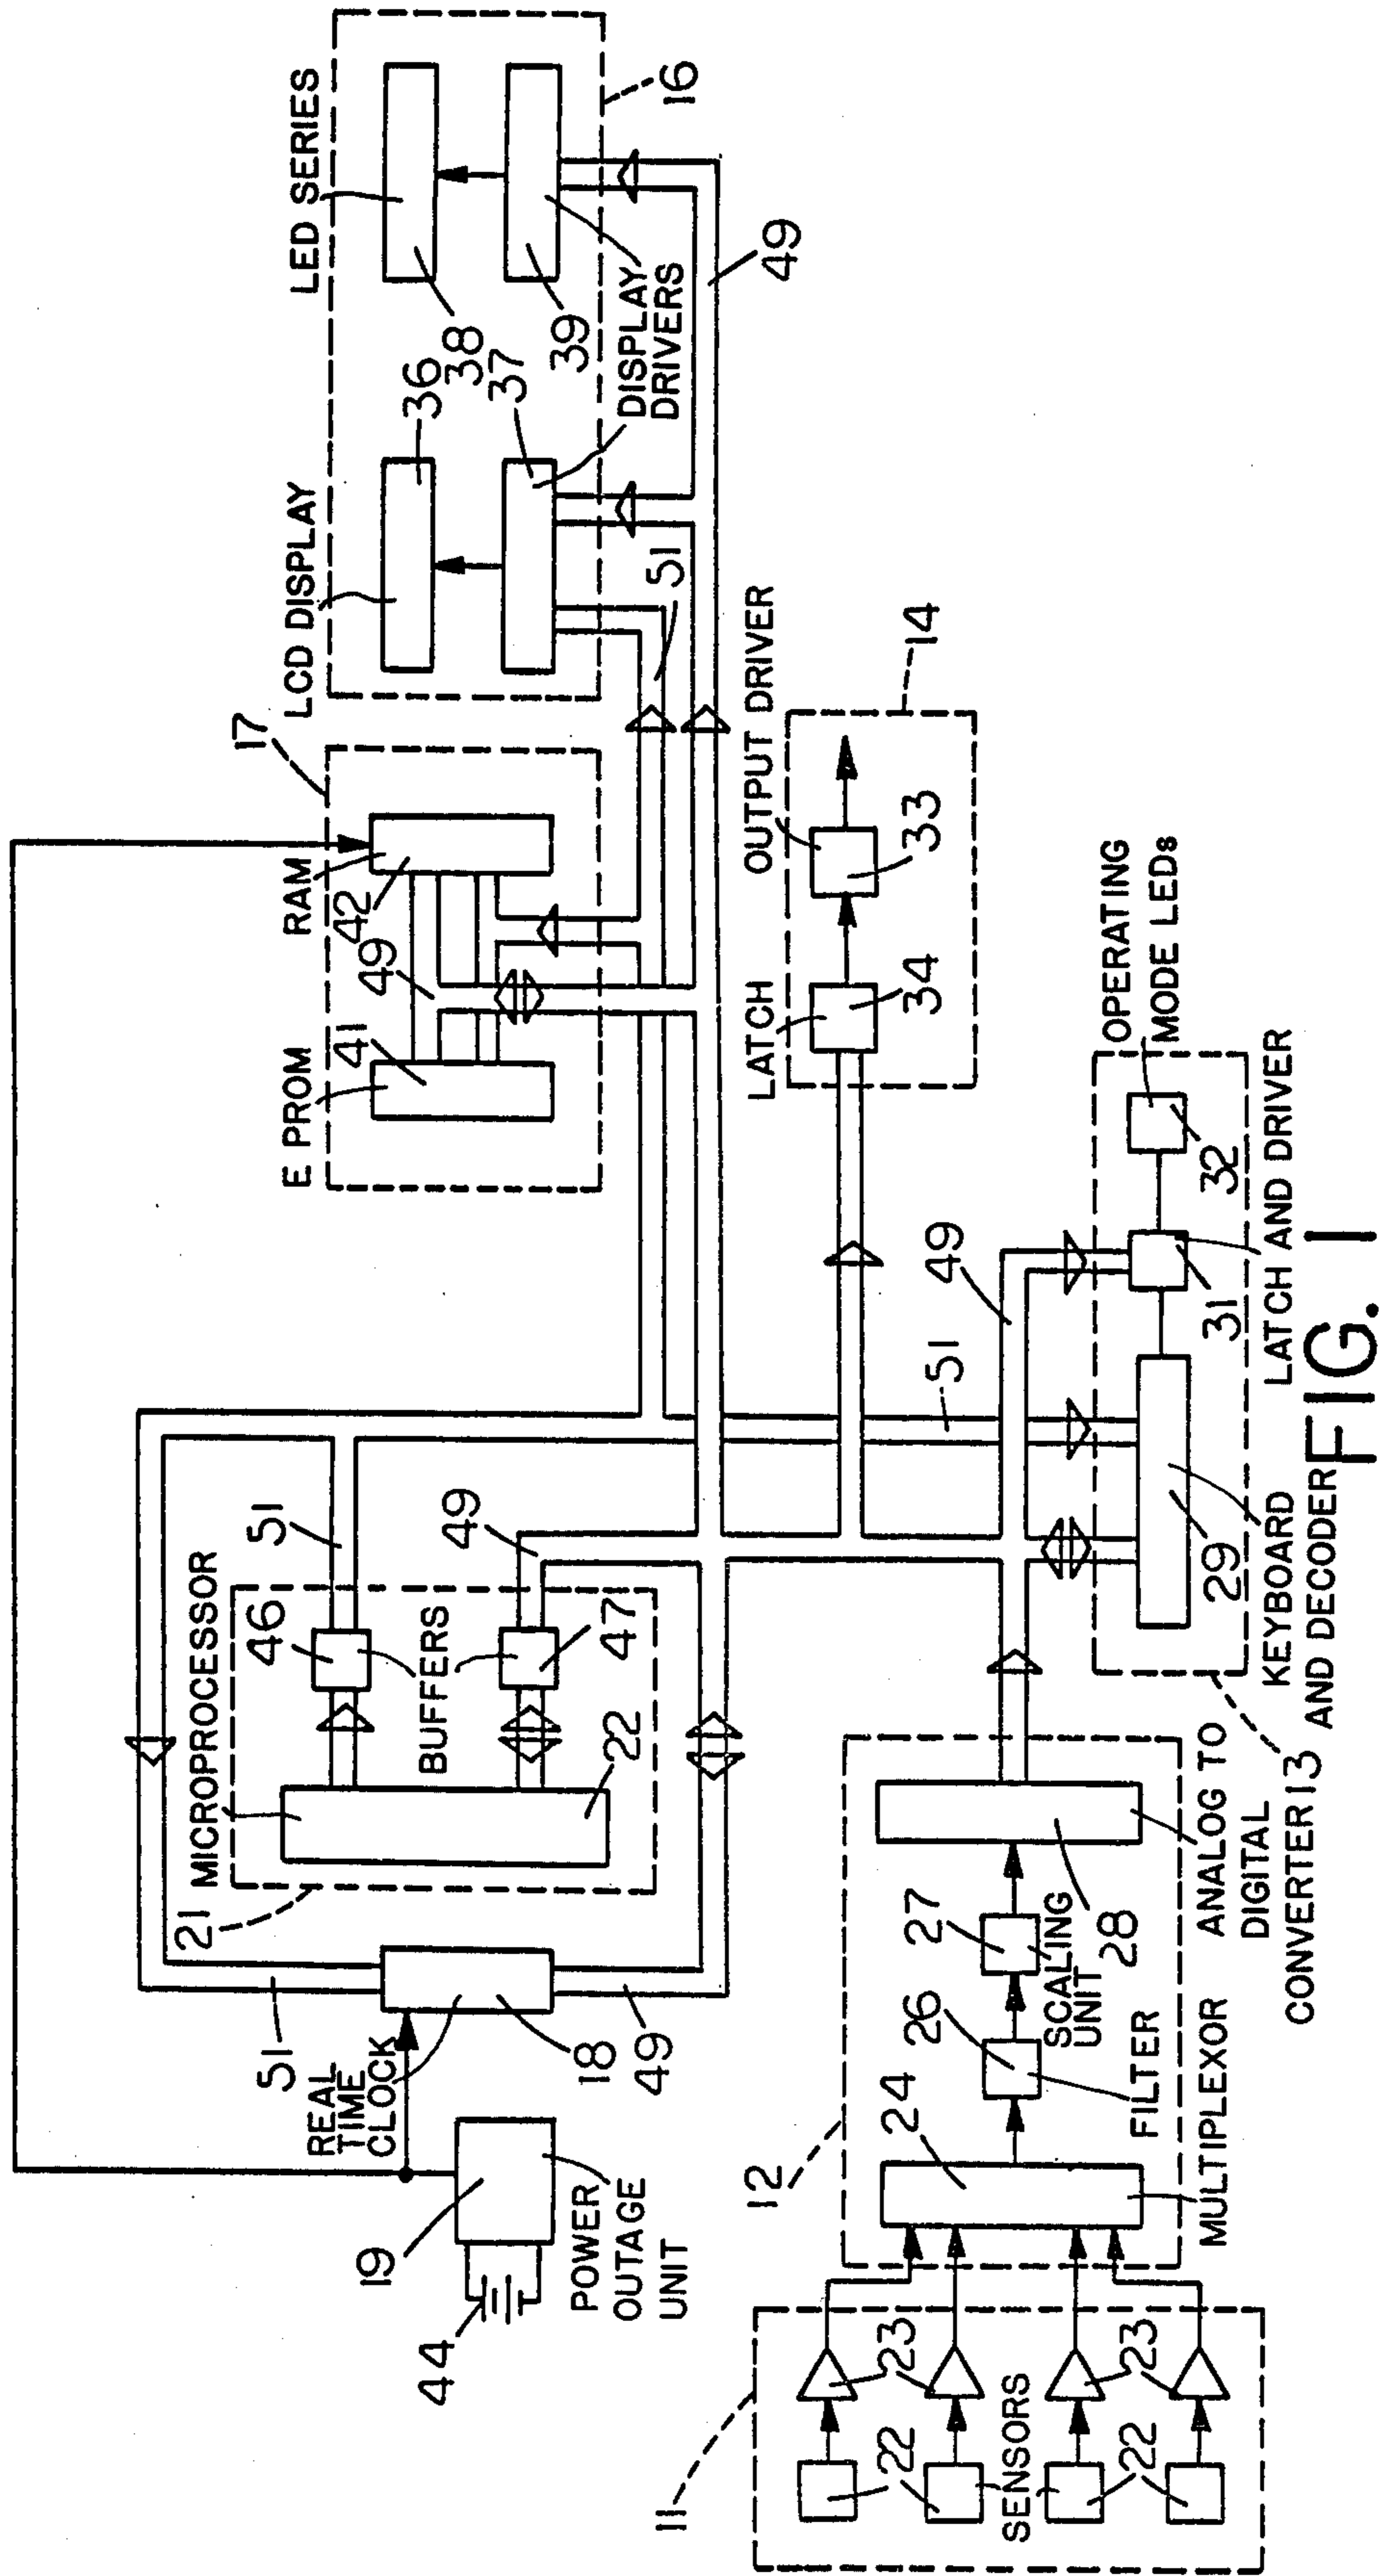 11
22
SENSORS
22
23
23
12
24
MULTIPLEXOR
26
FILTER
27
SCALING
UNIT
28
ANALOG TO
DIGITAL
CONVERTER
13
44
19
POWER
OUTAGE
UNIT
REAL
TIME
CLOCK
18
51
49
21
MICROPROCESSOR
22
46
BUFFERS
47
51
49
51
49
29
KEYBOARD
AND DECODER
31
LATCH AND DRIVER
32
OPERATING
MODE LEDs
LATCH
34
OUTPUT DRIVER
33
14
17
E PROM
41
49
RAM
42
LCD DISPLAY
36
37
DISPLAY
DRIVERS
LED SERIES
38
39
16
51
49
FIG. 1